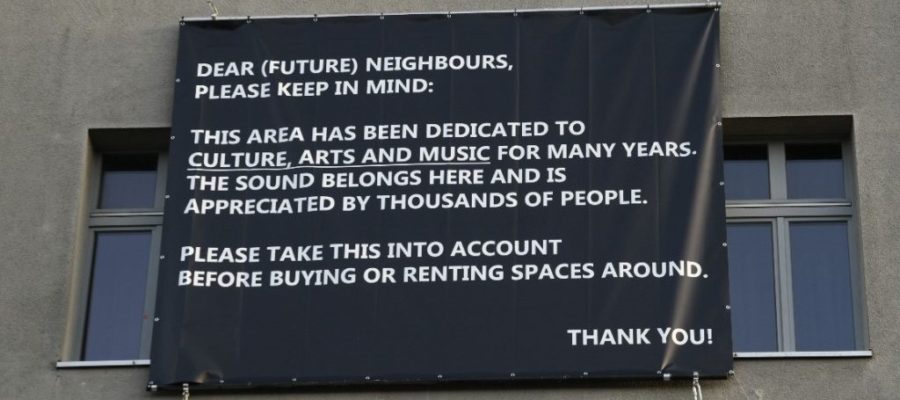 DEAR (FUTURE) NEIGHBOURS,
PLEASE KEEP IN MIND:
THIS AREA HAS BEEN DEDICATED TO
CULTURE, ARTS AND MUSIC FOR MANY YEARS.
THE SOUND BELONGS HERE AND IS
APPRECIATED BY THOUSANDS OF PEOPLE.
PLEASE TAKE THIS INTO ACCOUNT
BEFORE BUYING OR RENTING SPACES AROUND.
THANK YOU!